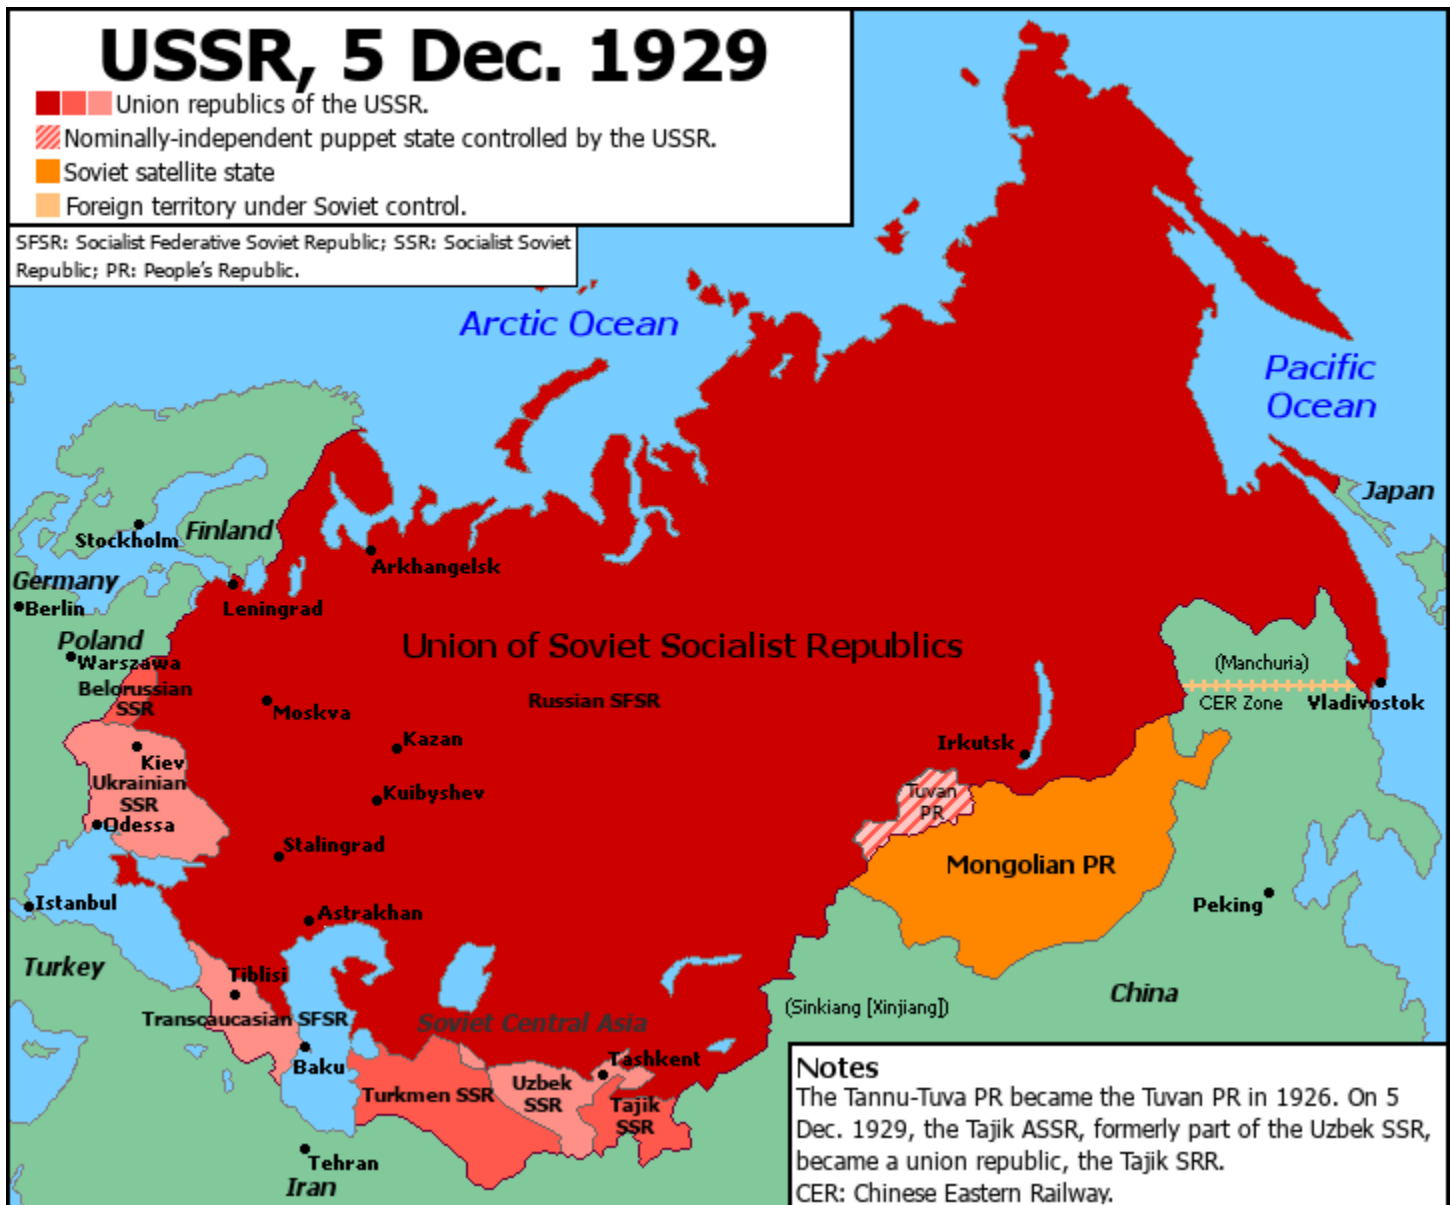 USSR, 5 Dec. 1929
Union republics of the USSR.
Nominally-independent puppet state controlled by the USSR.
Soviet satellite state
Foreign territory under Soviet control.
SFSR: Socialist Federative Soviet Republic; SSR: Socialist Soviet
Republic; PR: People's Republic.
Arctic Ocean
Pacific
Ocean
Japan
Finland
Stockholm
Arkhangelsk
Germany
Berlin
Leningrad
Poland
Warszawa
Union of Soviet Socialist Republics
(Manchuria)
Belorussian
SSR
Russian SFSR
CER Zone
Vladivostok
Moskva
Kazan
Irkutsk
Kiev
Ukrainian
SSR
Kuibyshev
Tuvan
PR
Odessa
Stalingrad
Mongolian PR
Istanbul
Astrakhan
Peking
Turkey
Tiblisi
China
(Sinkiang [Xinjiang])
Transcaucasian SFSR
Soviet Central Asia
Baku
Tashkent
Turkmen SSR
Uzbek
SSR
Tajik
SSR
Tehran
Iran
Notes
The Tannu-Tuva PR became the Tuvan PR in 1926. On 5
Dec. 1929, the Tajik ASSR, formerly part of the Uzbek SSR,
became a union republic, the Tajik SRR.
CER: Chinese Eastern Railway.